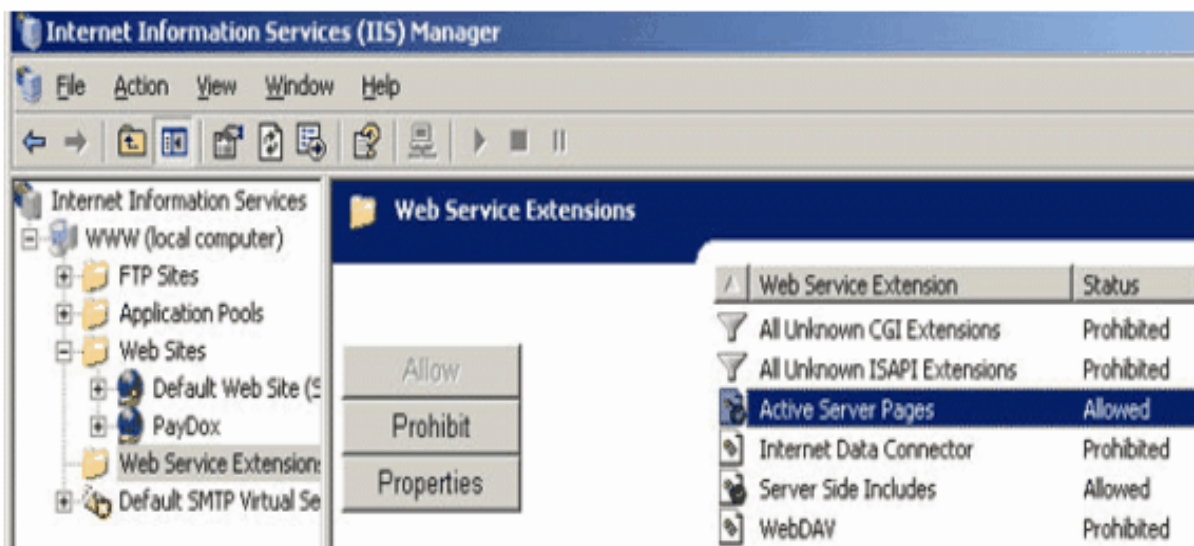 Internet Information Services (IIS) Manager
File Action View Window Help
Internet Information Services
WWW (local computer)
FTP Sites
Application Pools
Web Sites
Default Web Site (S
PayDox
Web Service Extensions
Default SMTP Virtual Se
Web Service Extensions
Allow
Prohibit
Properties
Web Service Extension Status
All Unknown CGI Extensions Prohibited
All Unknown ISAPI Extensions Prohibited
Active Server Pages Allowed
Internet Data Connector Prohibited
Server Side Includes Allowed
WebDAV Prohibited